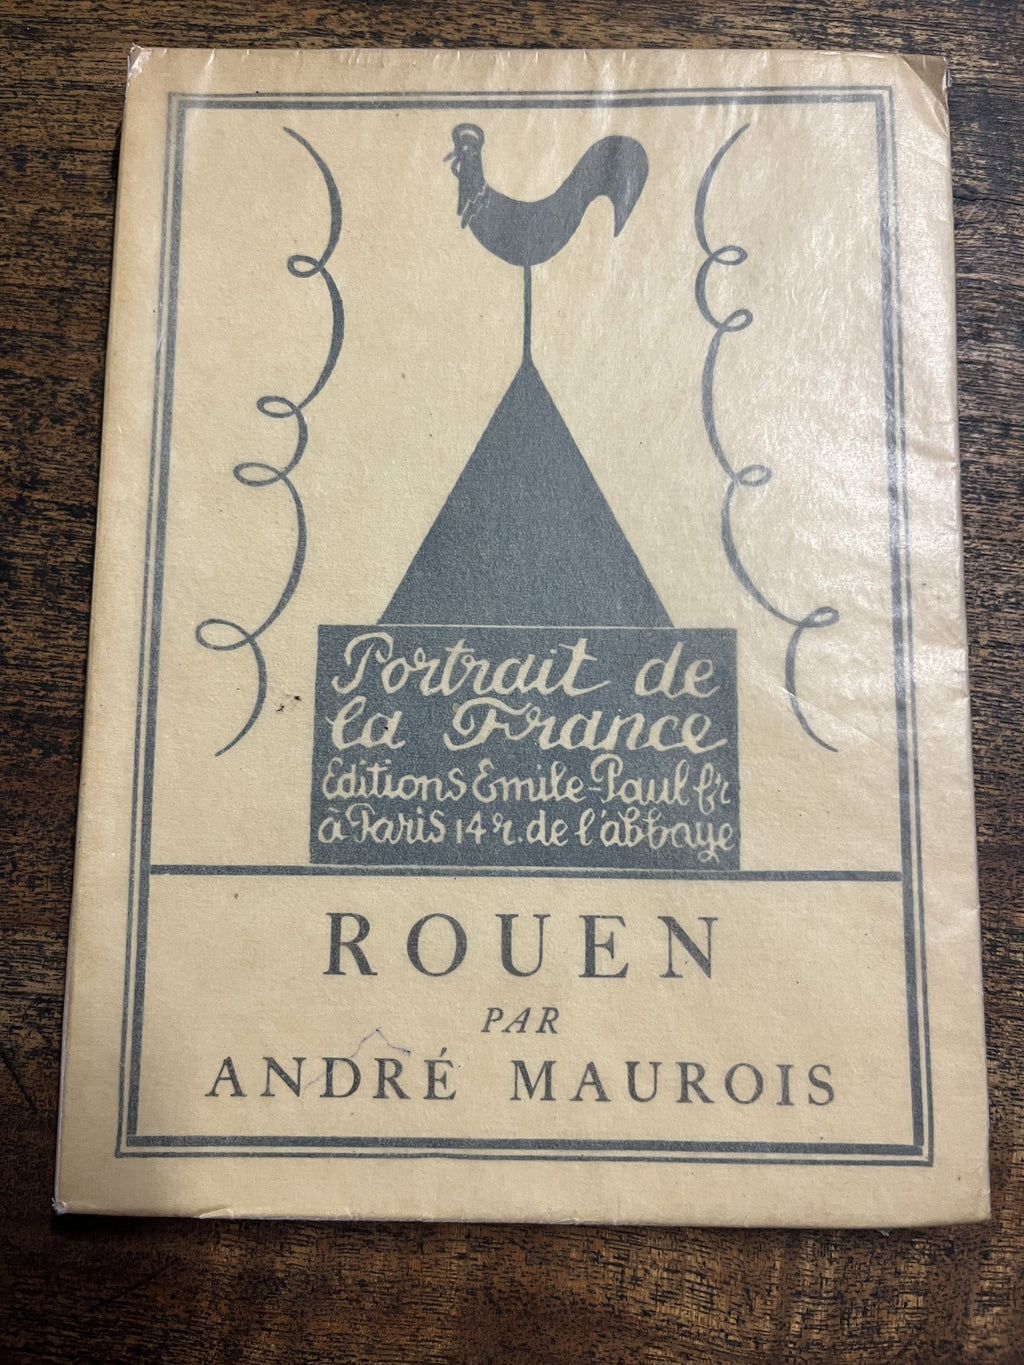 Portrait de
la France
Editions Emile-Paul fr
à Paris 14 r. de l'abbaye
ROUEN
PAR
ANDRÉ MAUROIS